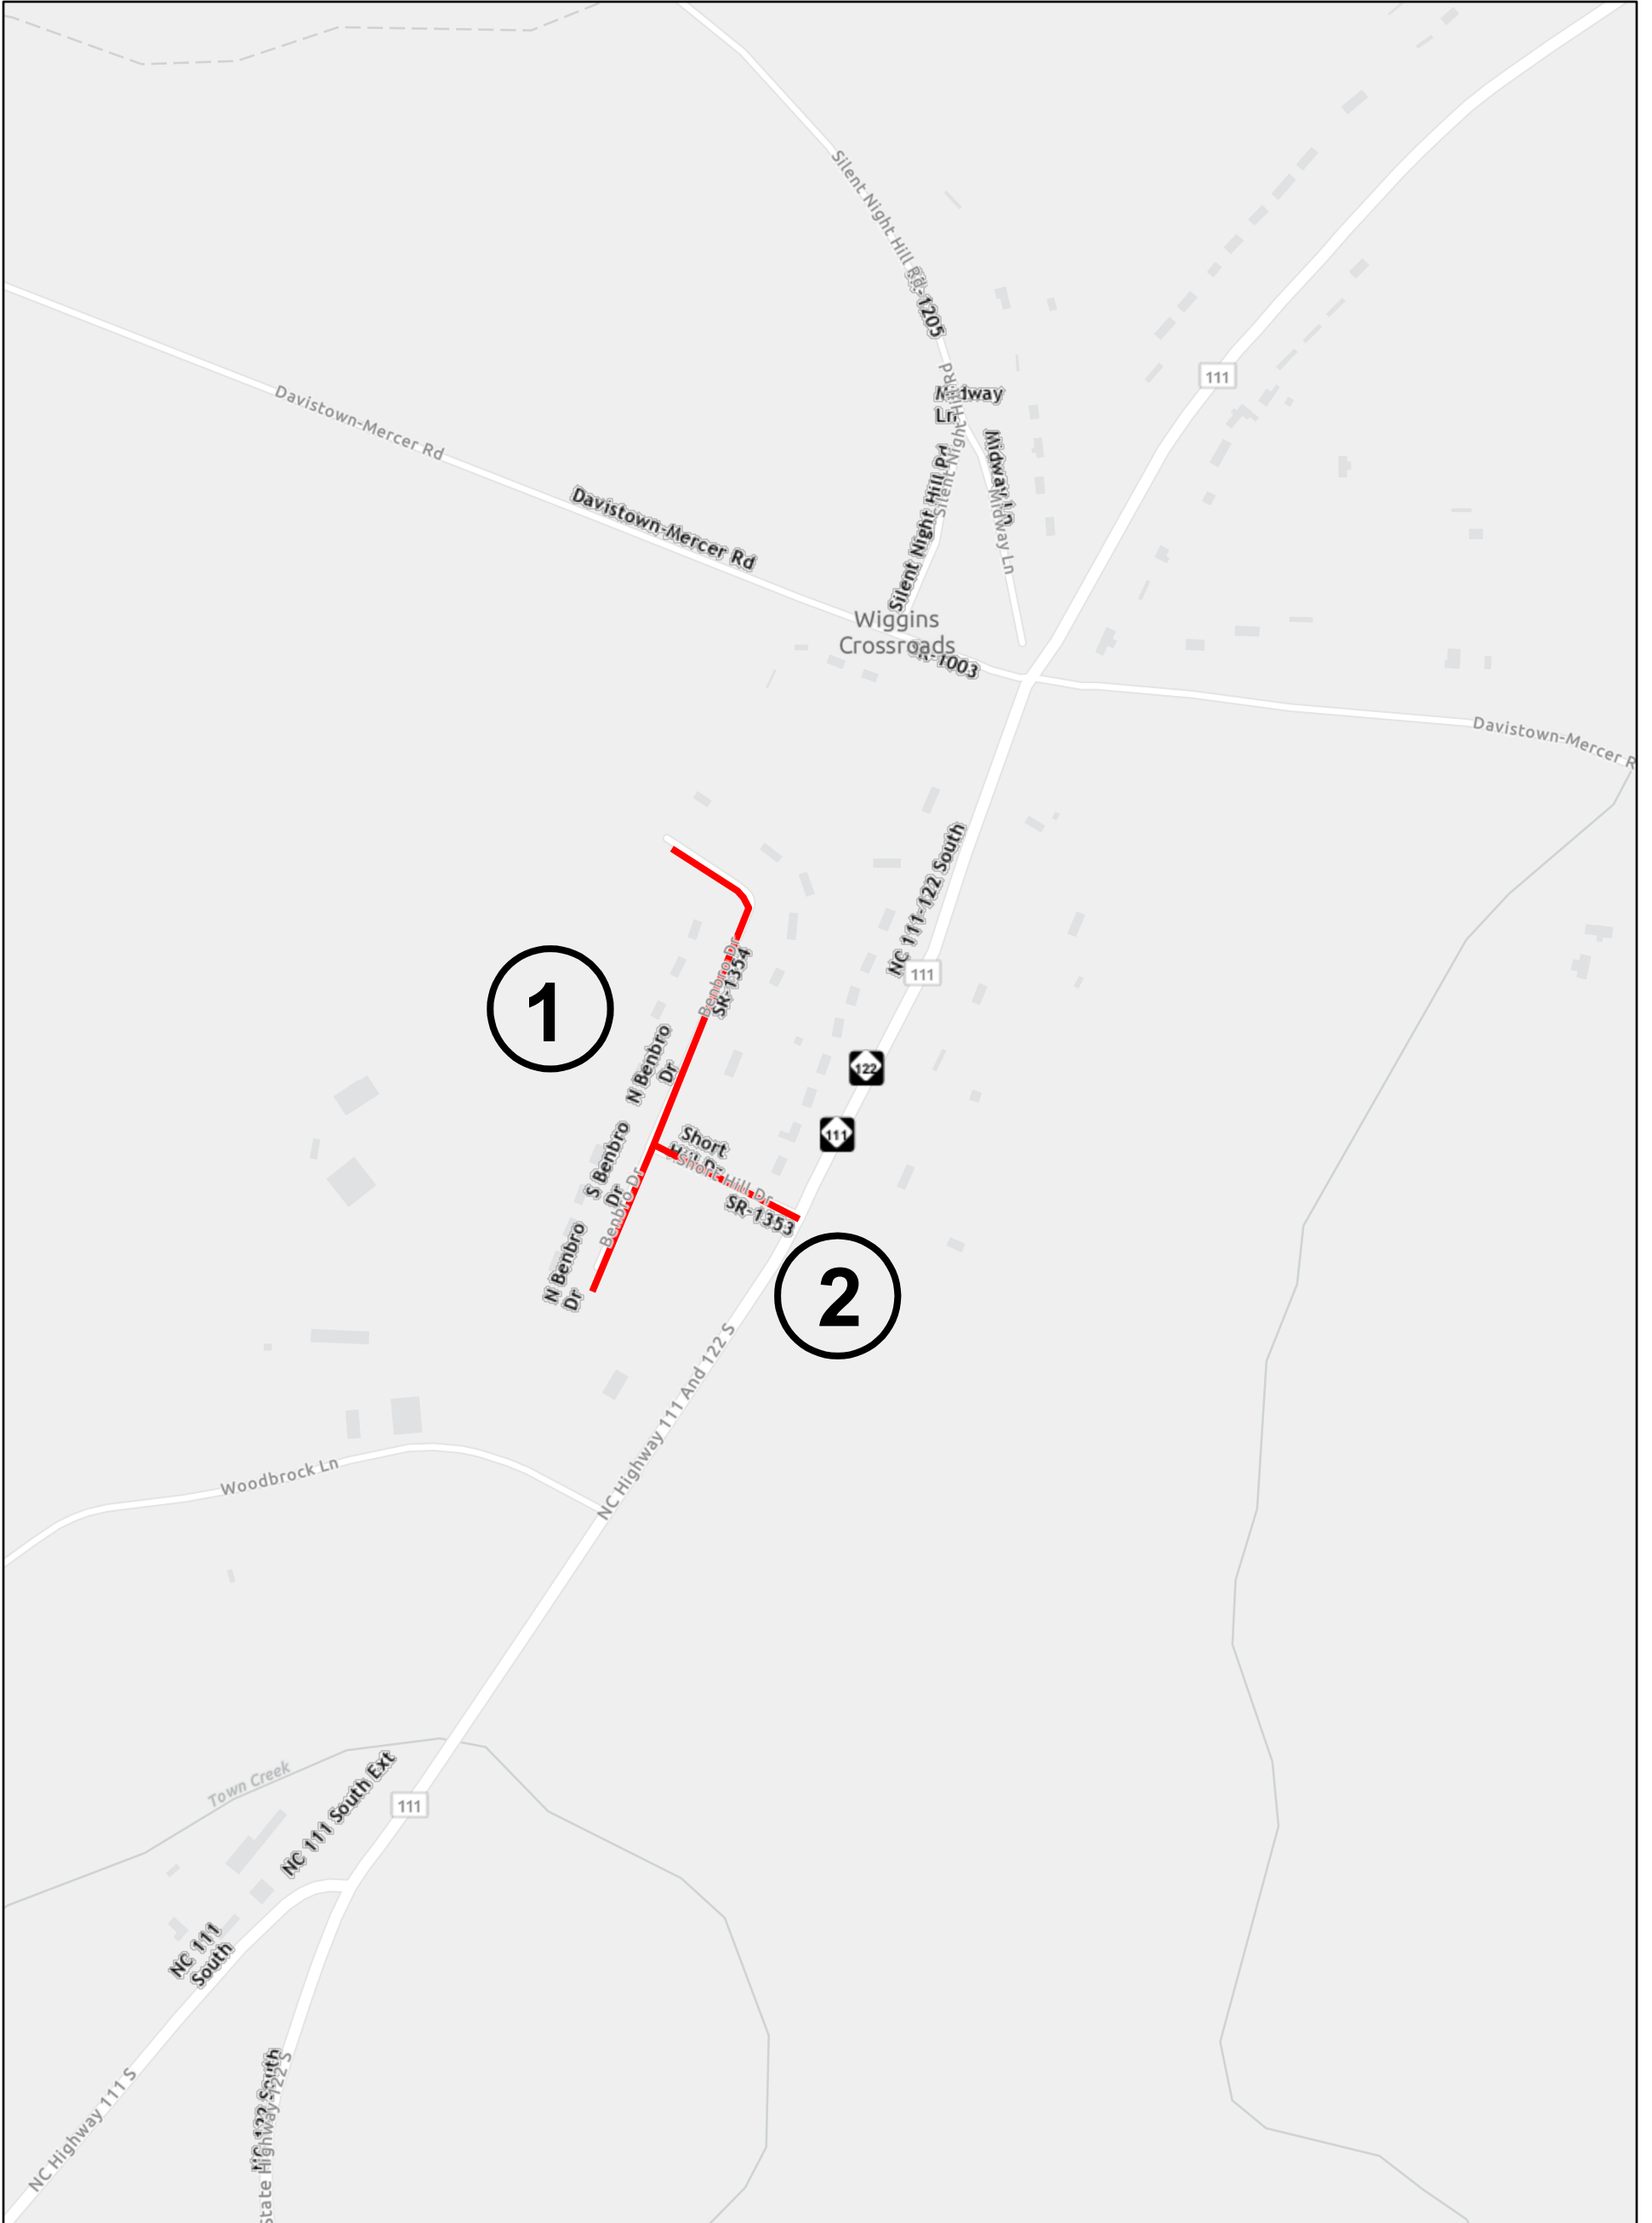 Silent Night Hill Rd
SR-1205
111
Midway
Ln
Silent Night Hill Rd
Silent Night Hill Rd
Midway Ln
Midway Ln
Davistown-Mercer Rd
Davistown-Mercer Rd
Wiggins
Crossroads
SR-1003
Davistown-Mercer R
NC 111-122 South
111
Benbro Dr
SR-1354
1
N Benbro
Dr
122
111
Short
Hill Dr
Short Hill Dr
SR-1353
S Benbro
Dr
Benbro Dr
N Benbro
Dr
2
NC Highway 111 And 122 S
Woodbrock Ln
Town Creek
NC 111 South Ext
111
NC 111
South
NC 122 South
State Highway 122 S
NC Highway 111 S